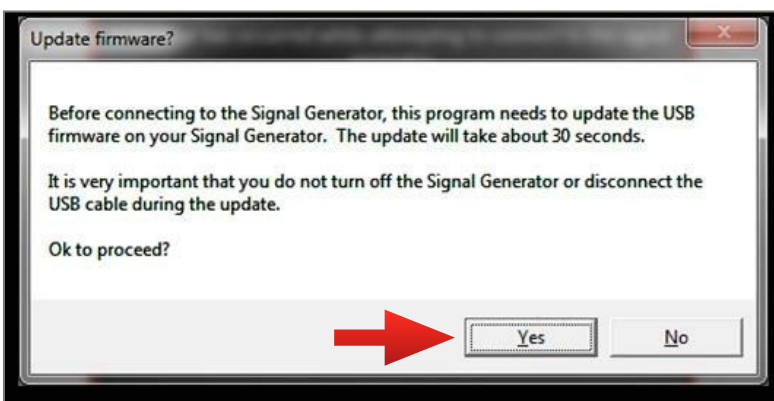 Update firmware?
Before connecting to the Signal Generator, this program needs to update the USB
firmware on your Signal Generator.  The update will take about 30 seconds.
It is very important that you do not turn off the Signal Generator or disconnect the
USB cable during the update.
Ok to proceed?
Yes No